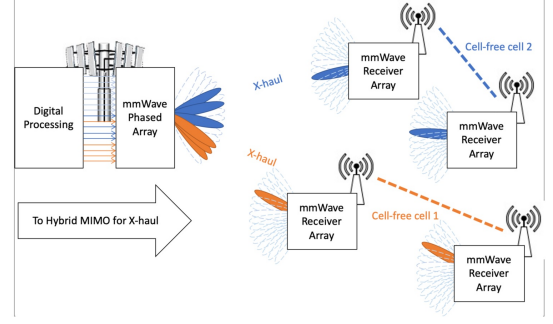 Digital
Processing
mmWave
Phased
Array
To Hybrid MIMO for X-haul
X-haul
mmWave
Receiver
Array
Cell-free cell 2
mmWave
Receiver
Array
X-haul
mmWave
Receiver
Array
Cell-free cell 1
mmWave
Receiver
Array